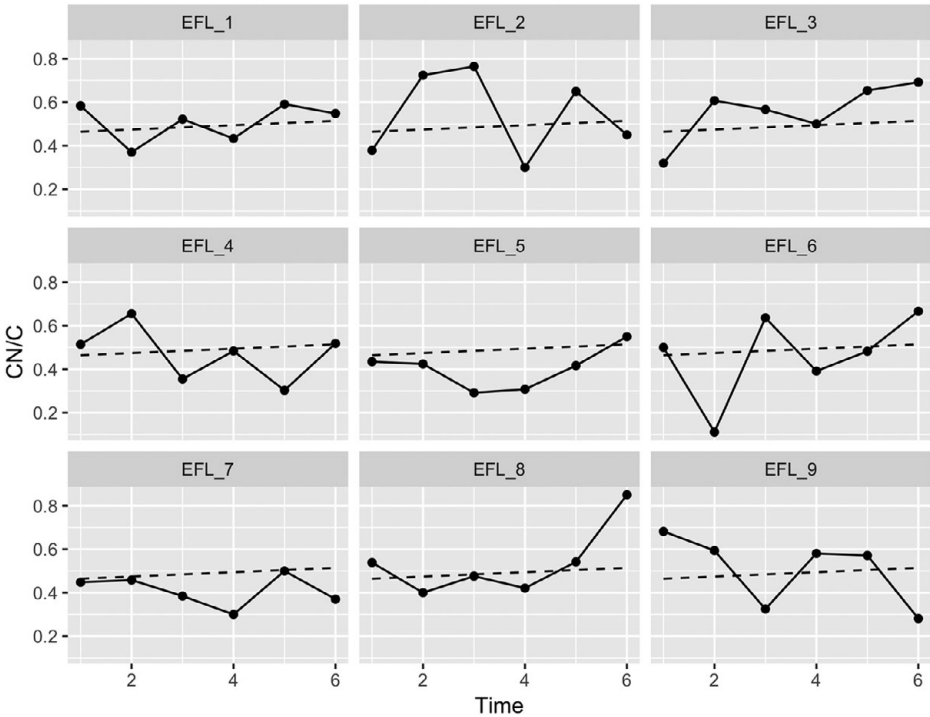 EFL_1 EFL_2 EFL_3
0.8
0.6
0.4
0.2
EFL_4 EFL_5 EFL_6
0.8
0.6
0.4
0.2
CN/C
EFL_7 EFL_8 EFL_9
0.8
0.6
0.4
0.2
2 4 6 2 4 6 2 4 6
Time